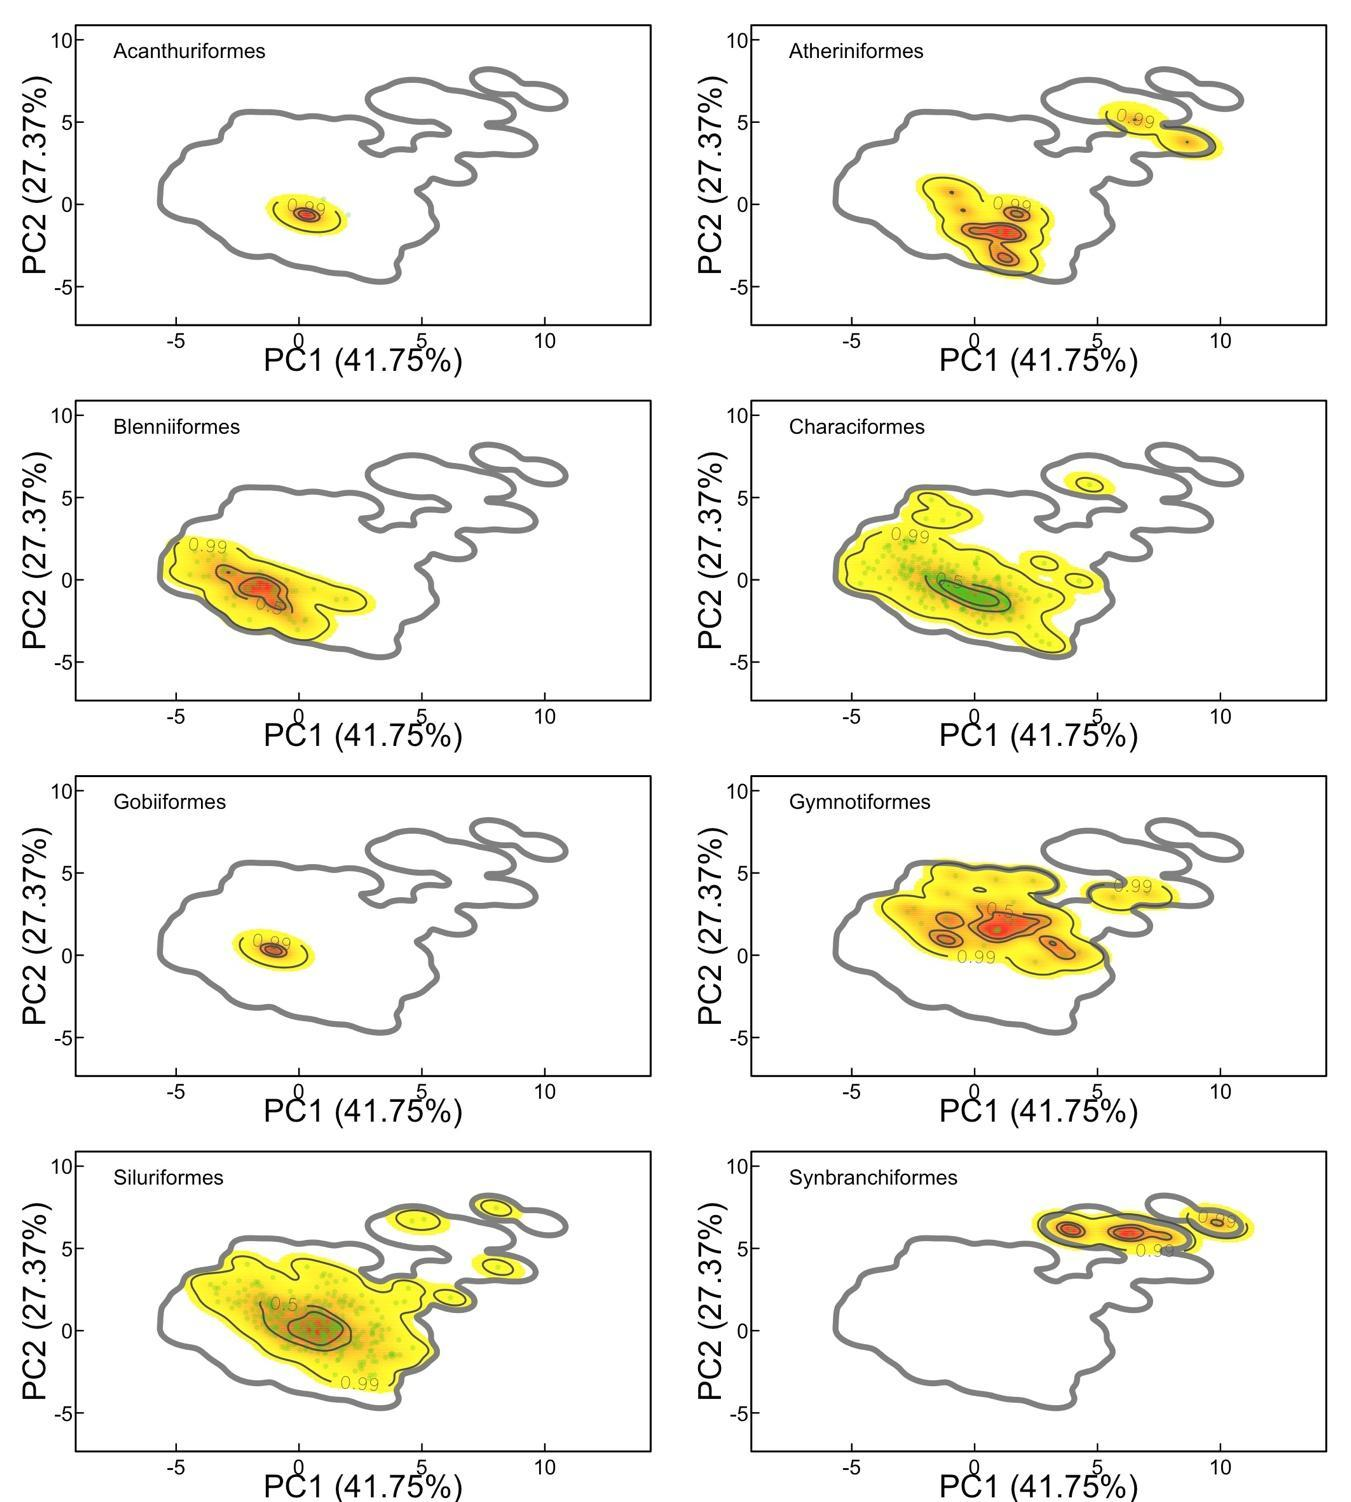 Acanthuriformes
10
5
0
-5
PC2 (27.37%)
0.99
-5 0 5 10
PC1 (41.75%)
Atheriniformes
10
5
0
-5
PC2 (27.37%)
0.99
0.99
-5 0 5 10
PC1 (41.75%)
Blenniiformes
10
5
0
-5
PC2 (27.37%)
0.99
0.5
-5 0 5 10
PC1 (41.75%)
Characiformes
10
5
0
-5
PC2 (27.37%)
0.99
0.5
-5 0 5 10
PC1 (41.75%)
Gobiiformes
10
5
0
-5
PC2 (27.37%)
0.99
-5 0 5 10
PC1 (41.75%)
Gymnotiformes
10
5
0
-5
PC2 (27.37%)
0.99
0.5
0.99
-5 0 5 10
PC1 (41.75%)
Siluriformes
10
5
0
-5
PC2 (27.37%)
0.5
0.99
-5 0 5 10
PC1 (41.75%)
Synbranchiformes
10
5
0
-5
PC2 (27.37%)
0.99
0.99
-5 0 5 10
PC1 (41.75%)